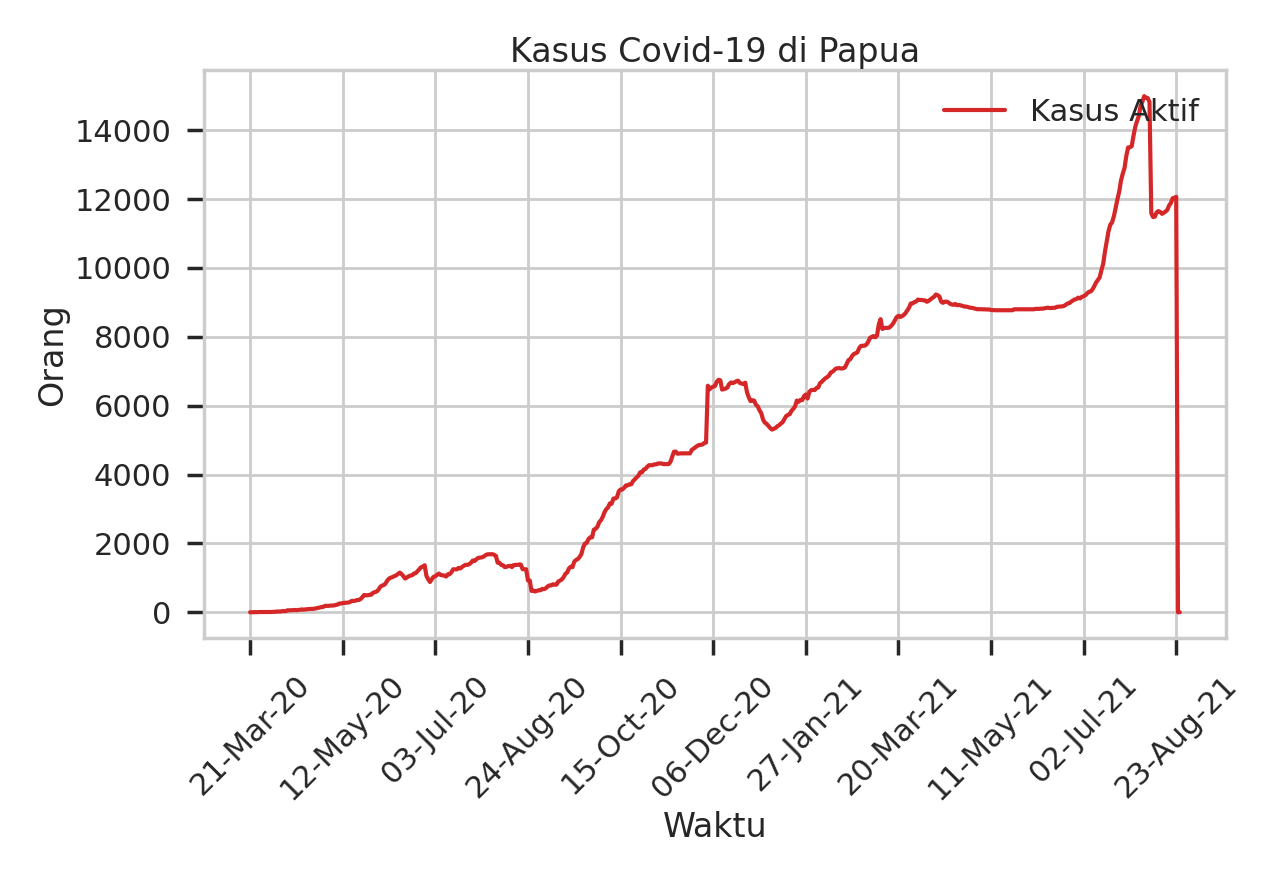 Kasus Covid-19 di Papua
Kasus Aktif
14000
12000
10000
8000
6000
4000
2000
0
Orang
21-Mar-20
12-May-20
03-Jul-20
24-Aug-20
15-Oct-20
06-Dec-20
27-Jan-21
20-Mar-21
11-May-21
02-Jul-21
23-Aug-21
Waktu